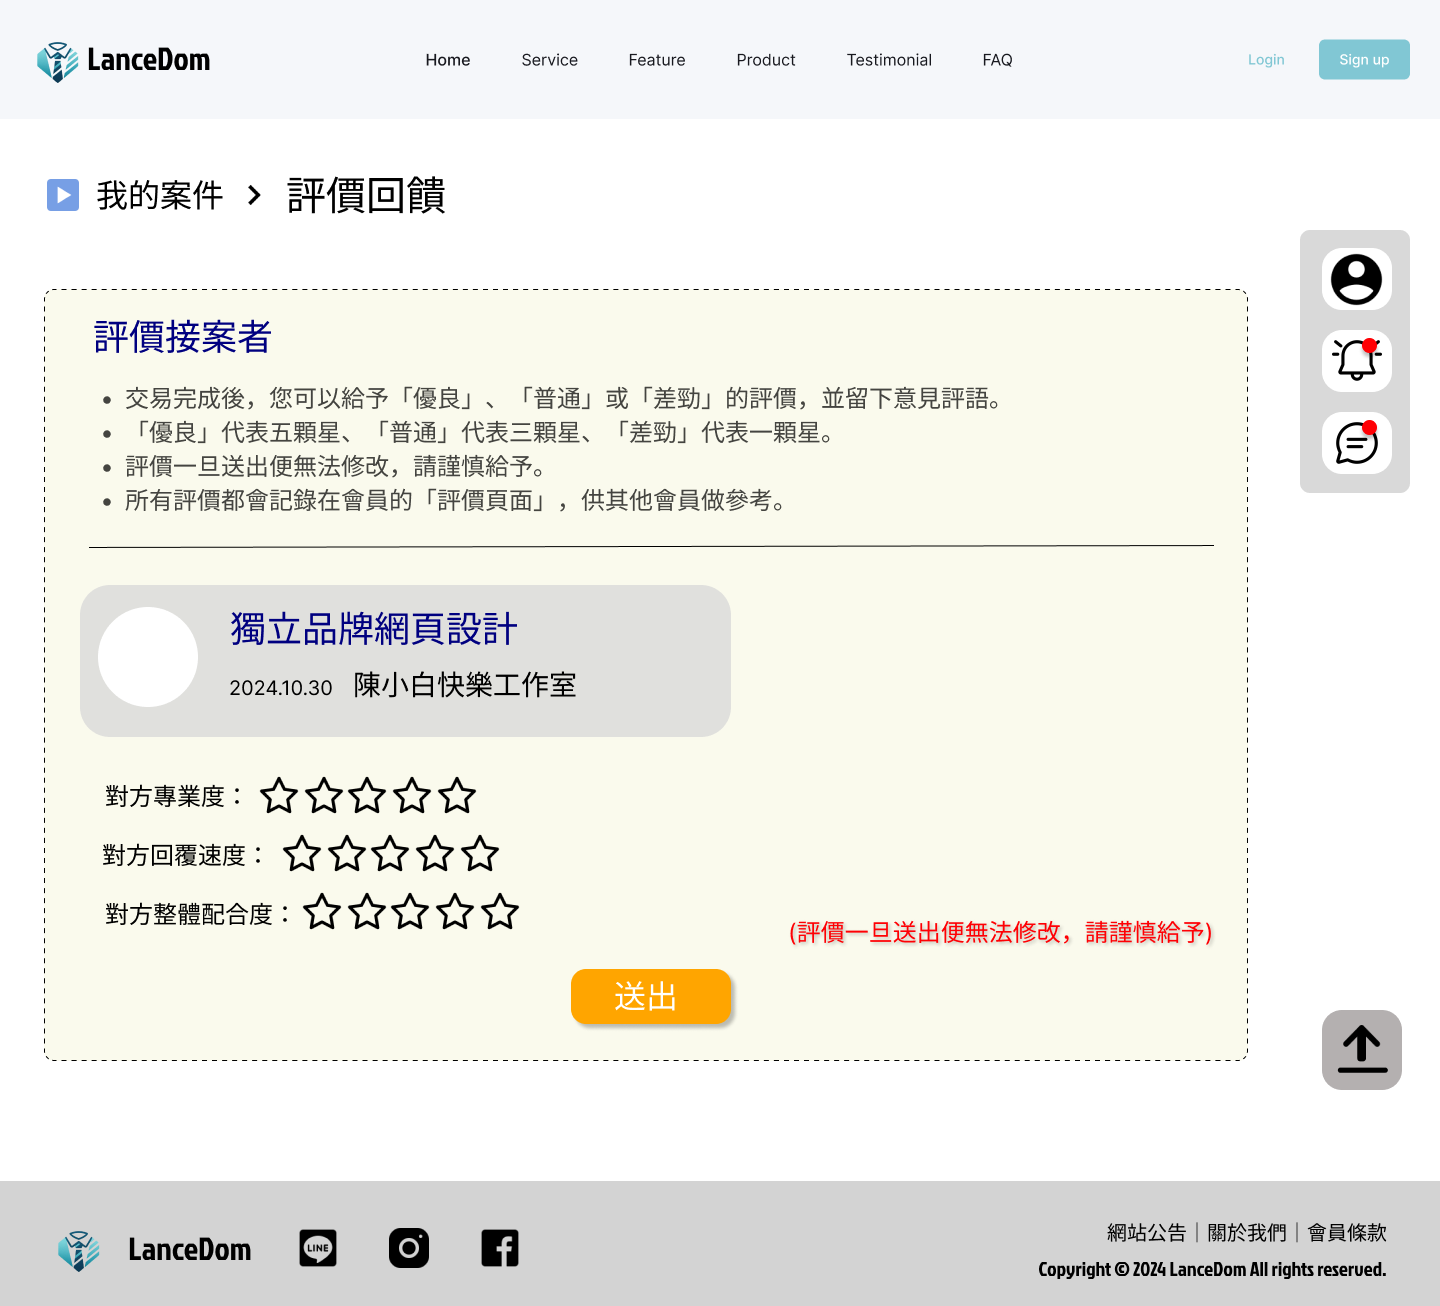 LanceDom
Home Service Feature Product Testimonial FAQ
Login Sign up
我的案件 > 評價回饋
評價接案者
• 交易完成後，您可以給予「優良」、「普通」或「差勁」的評價，並留下意見評語。
• 「優良」代表五顆星、「普通」代表三顆星、「差勁」代表一顆星。
• 評價一旦送出便無法修改，請謹慎給予。
• 所有評價都會記錄在會員的「評價頁面」，供其他會員做參考。
獨立品牌網頁設計
2024.10.30 陳小白快樂工作室
對方專業度：
對方回覆速度：
對方整體配合度：
(評價一旦送出便無法修改，請謹慎給予)
送出
LanceDom
LINE
網站公告｜關於我們｜會員條款
Copyright © 2024 LanceDom All rights reserved.